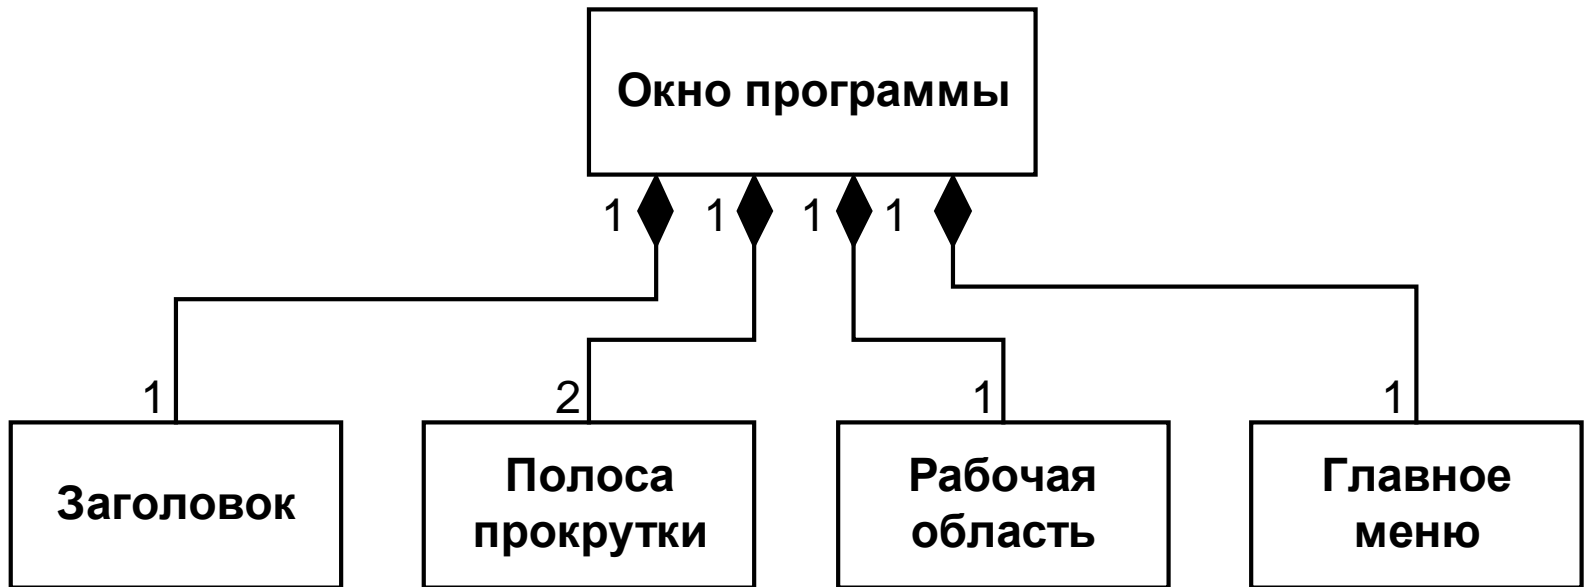 Окно программы
1 1 1 1
1 2 1 1
Заголовок
Полоса
прокрутки
Рабочая
область
Главное
меню